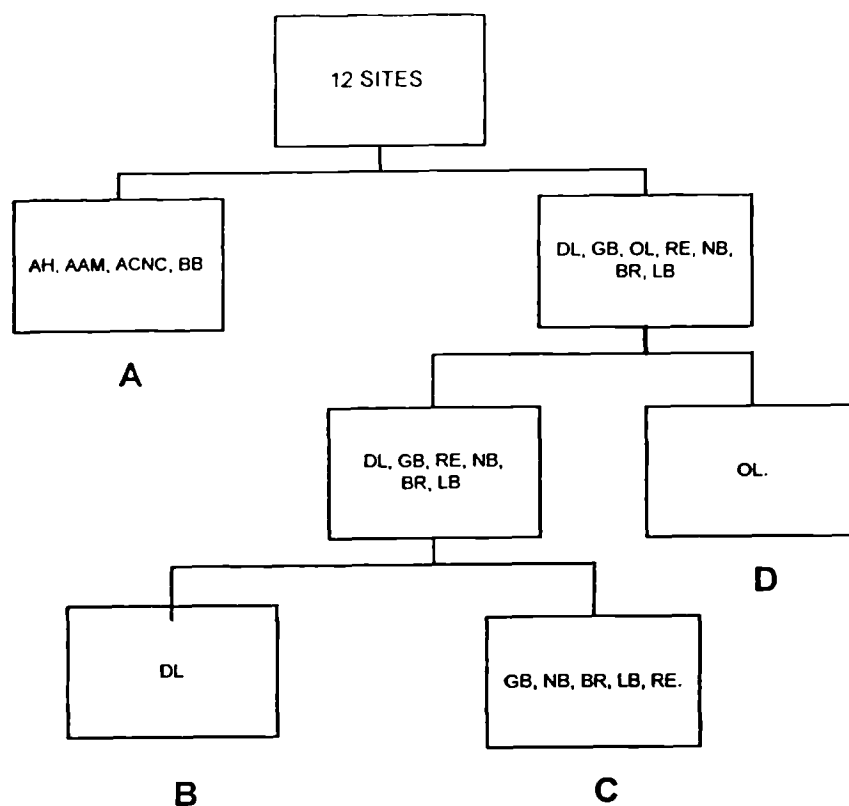 12 SITES
AH, AAM, ACNC, BB
DL, GB, OL, RE, NB,
BR, LB
A
DL, GB, RE, NB,
BR, LB
OL.
D
DL
GB, NB, BR, LB, RE.
B
C